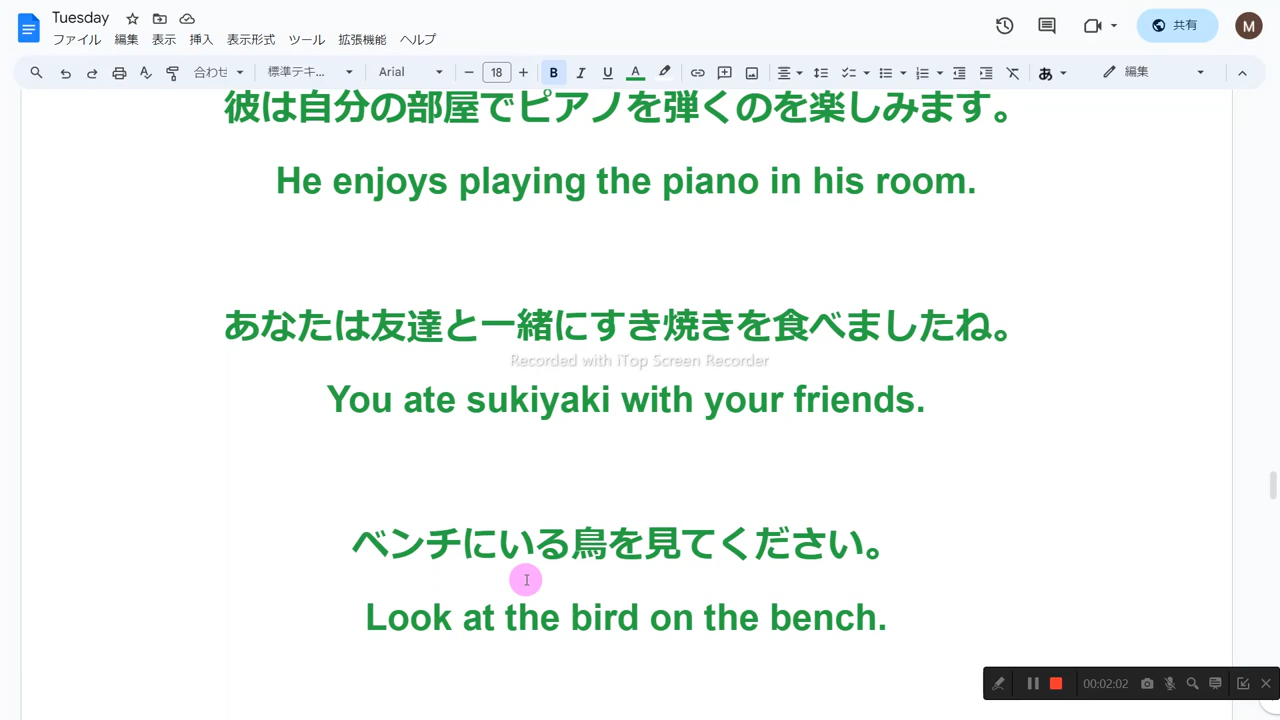 Tuesday
ファイル 編集 表示 挿入 表示形式 ツール 拡張機能 ヘルプ
共有
M
合わせ 標準テキ... Arial 18 B I U A あ 編集
彼は自分の部屋でピアノを弾くのを楽しみます。
He enjoys playing the piano in his room.
あなたは友達と一緒にすき焼きを食べましたね。
Recorded with iTop Screen Recorder
You ate sukiyaki with your friends.
ベンチにいる鳥を見てください。
Look at the bird on the bench.
00:02:02